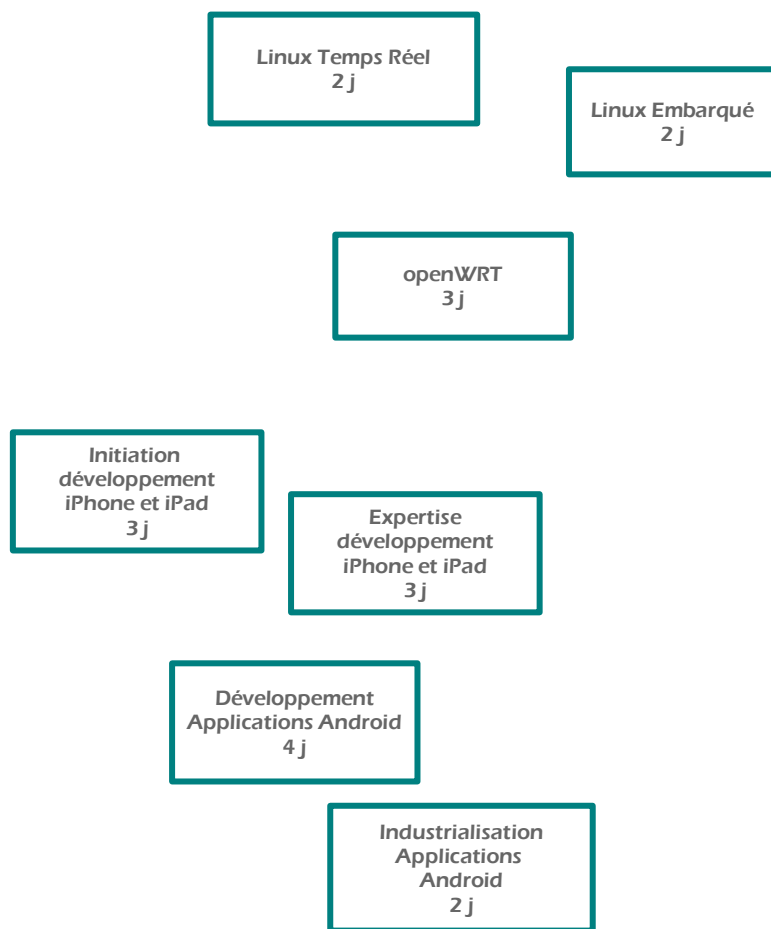 Linux Temps Réel
2 j
Linux Embarqué
2 j
openWRT
3 j
Initiation
développement
iPhone et iPad
3 j
Expertise
développement
iPhone et iPad
3 j
Développement
Applications Android
4 j
Industrialisation
Applications
Android
2 j